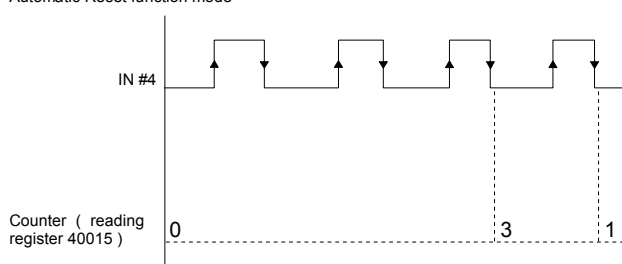 Automatic Reset function mode
IN #4
Counter ( reading
register 40015 )
0
3
1